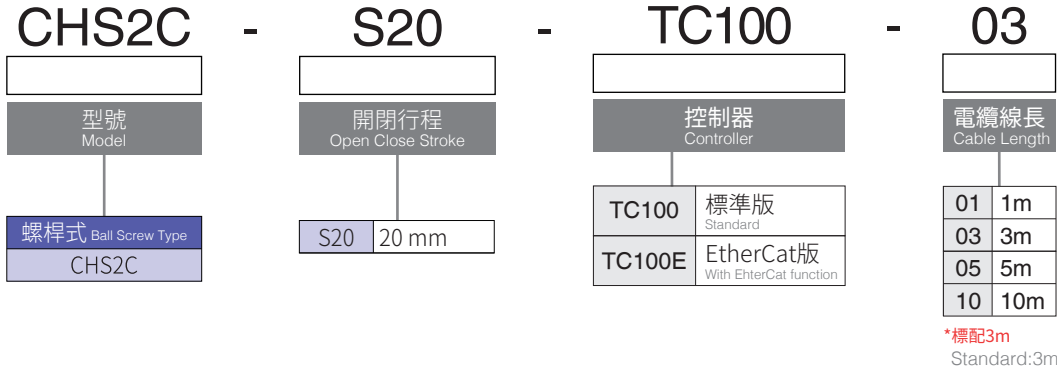 CHS2C - S20 - TC100 - 03
型號
Model
螺桿式 Ball Screw Type
CHS2C
開閉行程
Open Close Stroke
S20 20 mm
控制器
Controller
TC100 標準版
Standard
TC100E EtherCat版
With EhterCat function
電纜線長
Cable Length
01 1m
03 3m
05 5m
10 10m
*標配3m
Standard:3m